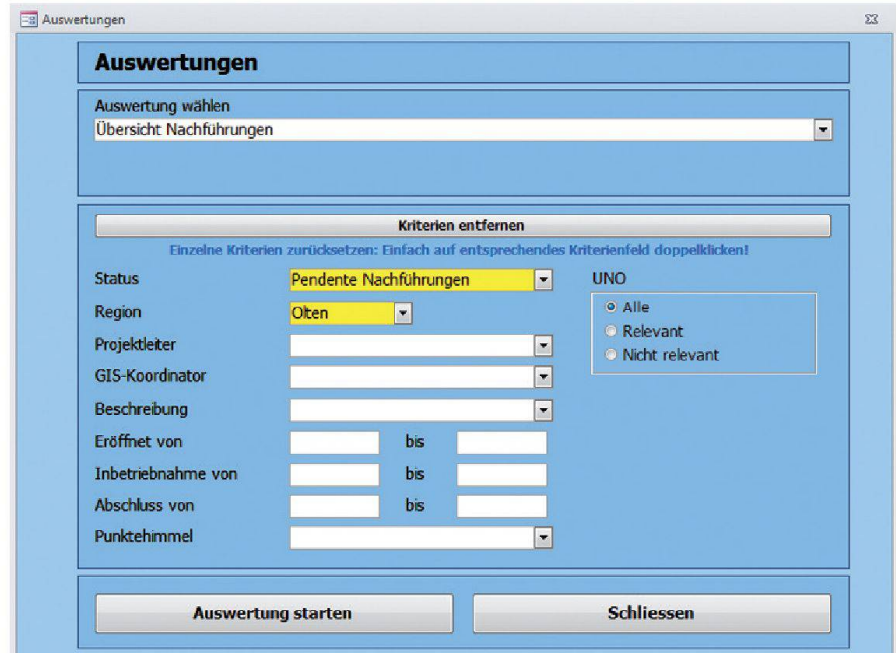 Auswertungen
Auswertungen
Auswertung wählen
Übersicht Nachführungen
Kriterien entfernen
Einzelne Kriterien zurücksetzen: Einfach auf entsprechendes Kriterienfeld doppelklicken!
Status Pendente Nachführungen UNO
Region Olten Alle
Relevant
Projektleiter
Nicht relevant
GIS-Koordinator
Beschreibung
Eröffnet von bis
Inbetriebnahme von bis
Abschluss von bis
Punktehimmel
Auswertung starten Schliessen